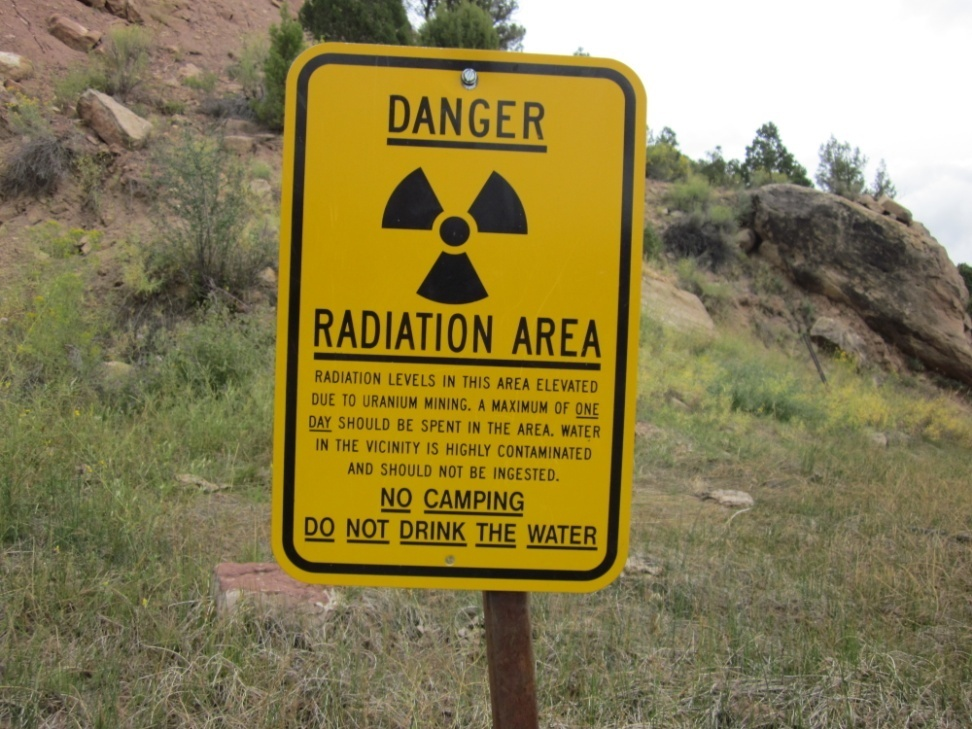 DANGER
RADIATION AREA
RADIATION LEVELS IN THIS AREA ELEVATED
DUE TO URANIUM MINING. A MAXIMUM OF ONE
DAY SHOULD BE SPENT IN THE AREA. WATER
IN THE VICINITY IS HIGHLY CONTAMINATED
AND SHOULD NOT BE INGESTED.
NO CAMPING
DO NOT DRINK THE WATER